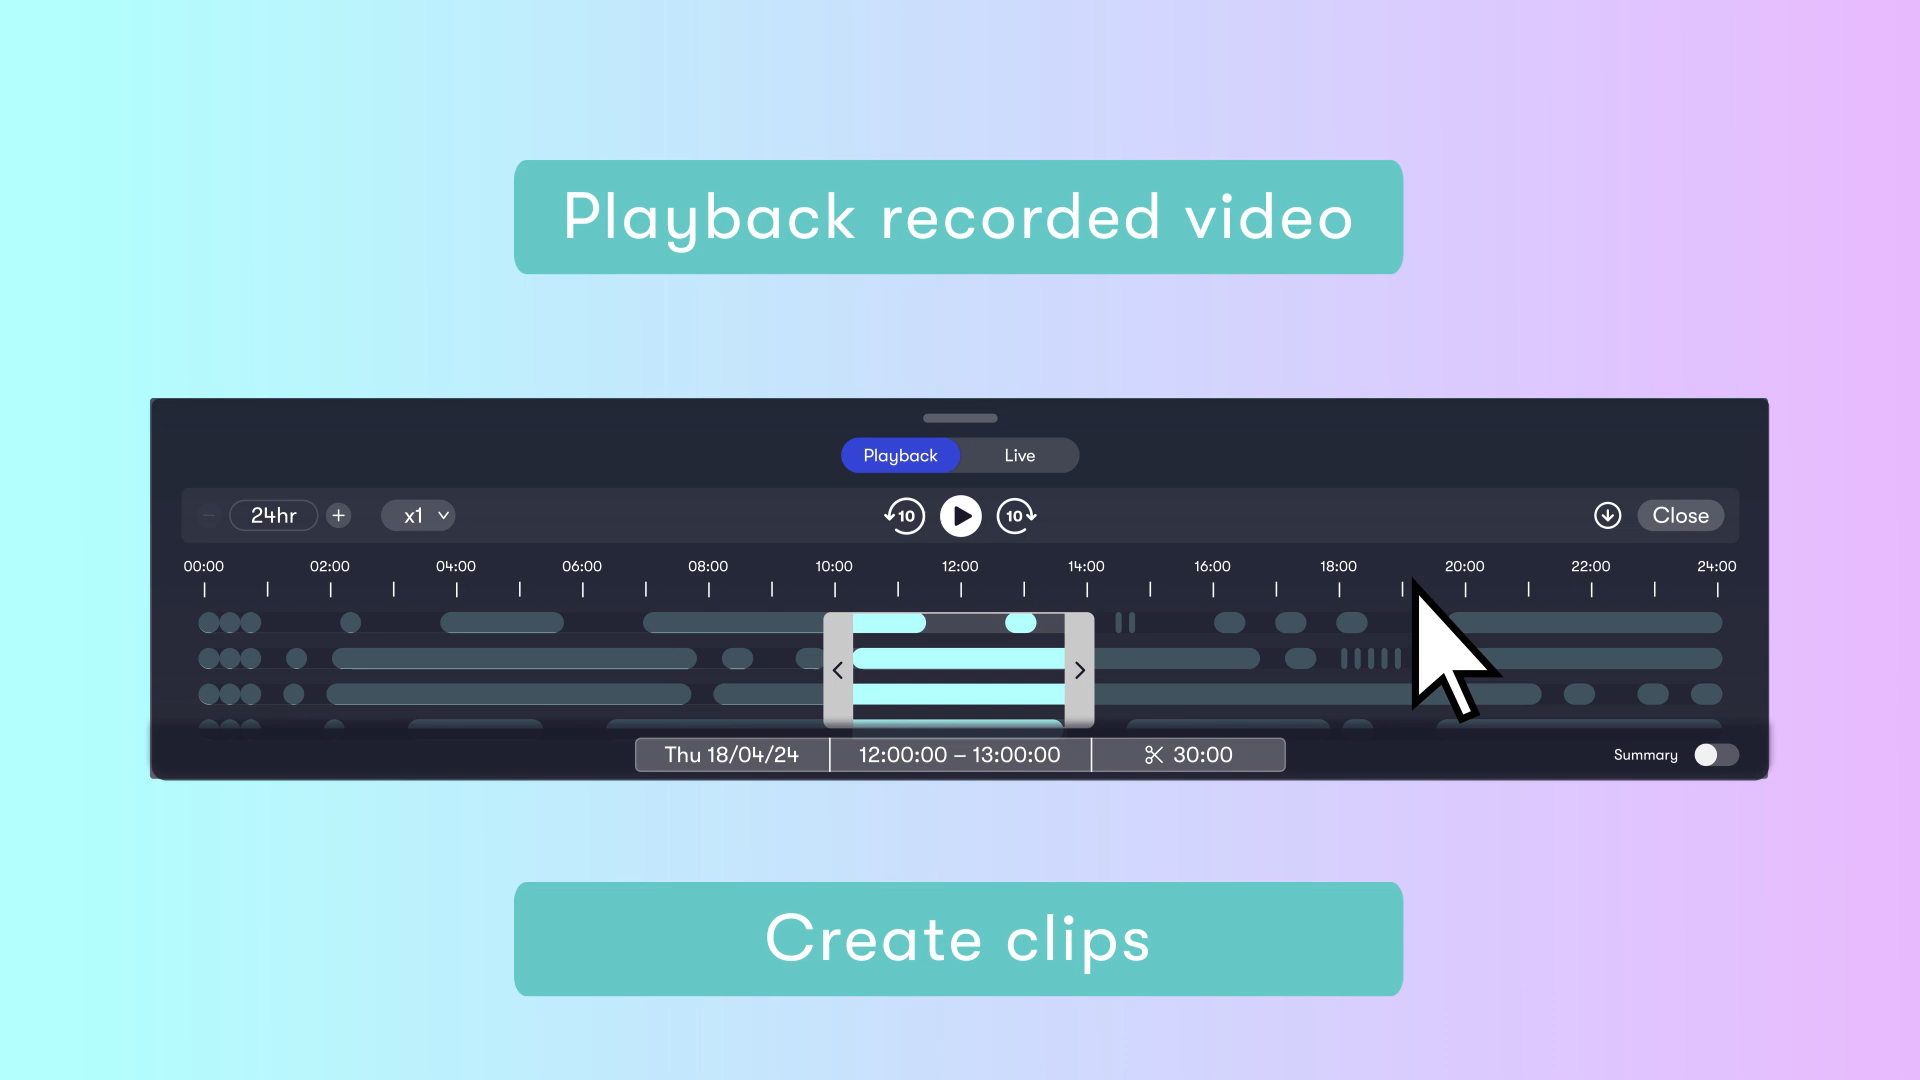 Playback recorded video
Playback Live
24hr x1 10 10 Close
00:00 02:00 04:00 06:00 08:00 10:00 12:00 14:00 16:00 18:00 20:00 22:00 24:00
Thu 18/04/24 12:00:00 – 13:00:00 30:00 Summary
Create clips